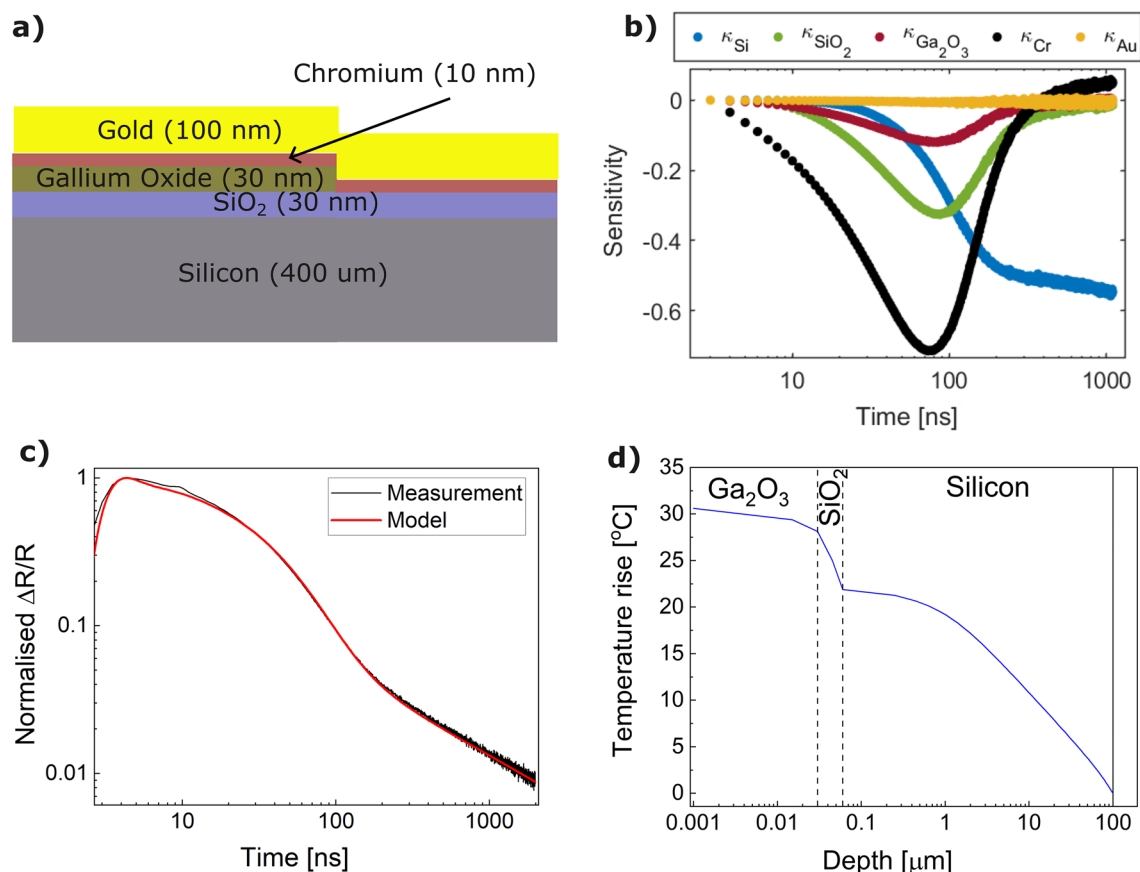 a)
Chromium (10 nm)
Gold (100 nm)
Gallium Oxide (30 nm)
SiO₂ (30 nm)
Silicon (400 um)
b)
κSi κSiO₂ κGa₂O₃ κCr κAu
0
-0.2
-0.4
-0.6
Sensitivity
10 100 1000
Time [ns]
c)
1
0.1
0.01
Normalised ΔR/R
Measurement
Model
10 100 1000
Time [ns]
d)
35
30
25
20
15
10
5
0
Temperature rise [°C]
Ga₂O₃ SiO₂ Silicon
0.001 0.01 0.1 1 10 100
Depth [μm]